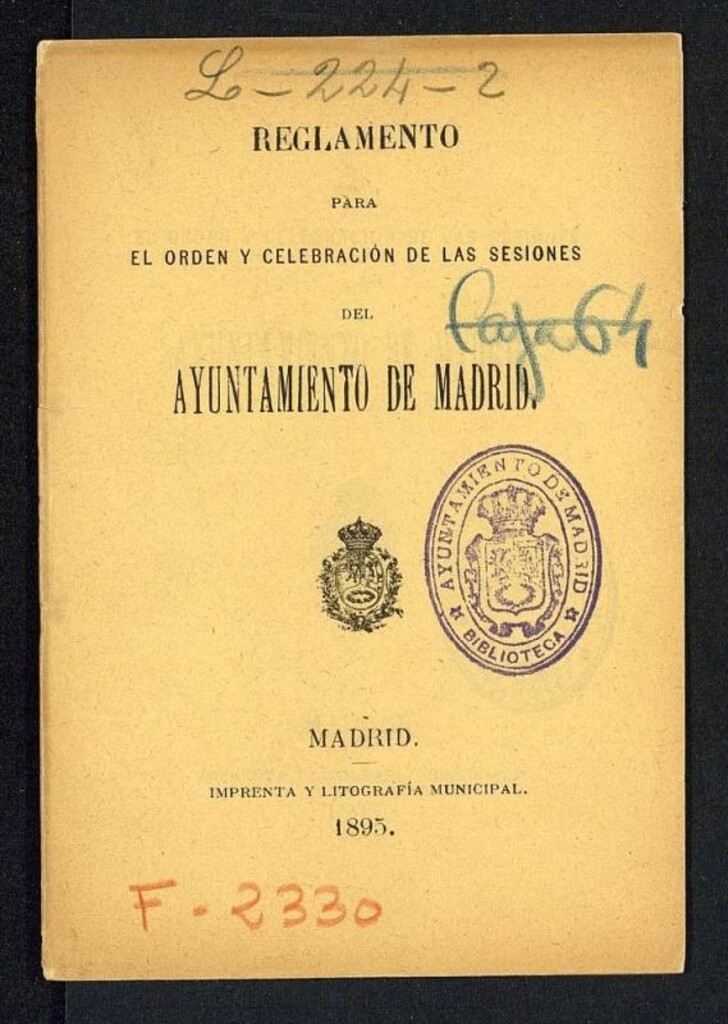 L-224-2
REGLAMENTO
PARA
EL ORDEN Y CELEBRACIÓN DE LAS SESIONES
DEL
Caja 64
AYUNTAMIENTO DE MADRID.
AYUNTAMIENTO DE MADRID
BIBLIOTECA
MADRID.
IMPRENTA Y LITOGRAFÍA MUNICIPAL.
1895.
F-2330